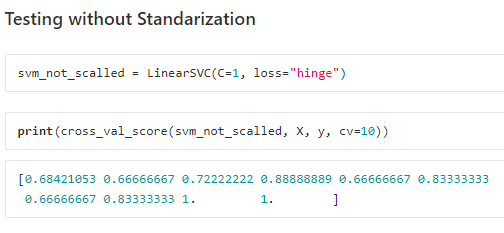 Testing without Standarization
svm_not_scalled = LinearSVC(C=1, loss="hinge")
print(cross_val_score(svm_not_scalled, X, y, cv=10))
[0.68421053 0.66666667 0.72222222 0.88888889 0.66666667 0.83333333
0.66666667 0.83333333 1. 1. ]